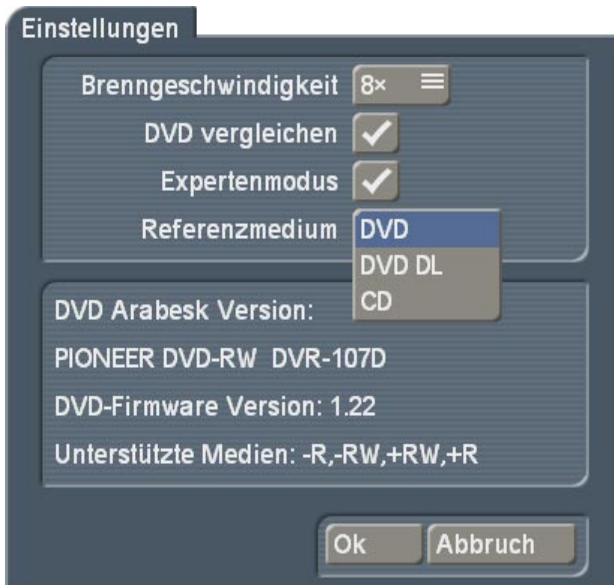 Einstellungen
Brenngeschwindigkeit 8×
DVD vergleichen
Expertenmodus
Referenzmedium DVD
DVD DL
CD
DVD Arabesk Version:
PIONEER DVD-RW DVR-107D
DVD-Firmware Version: 1.22
Unterstützte Medien: -R,-RW,+RW,+R
Ok Abbruch